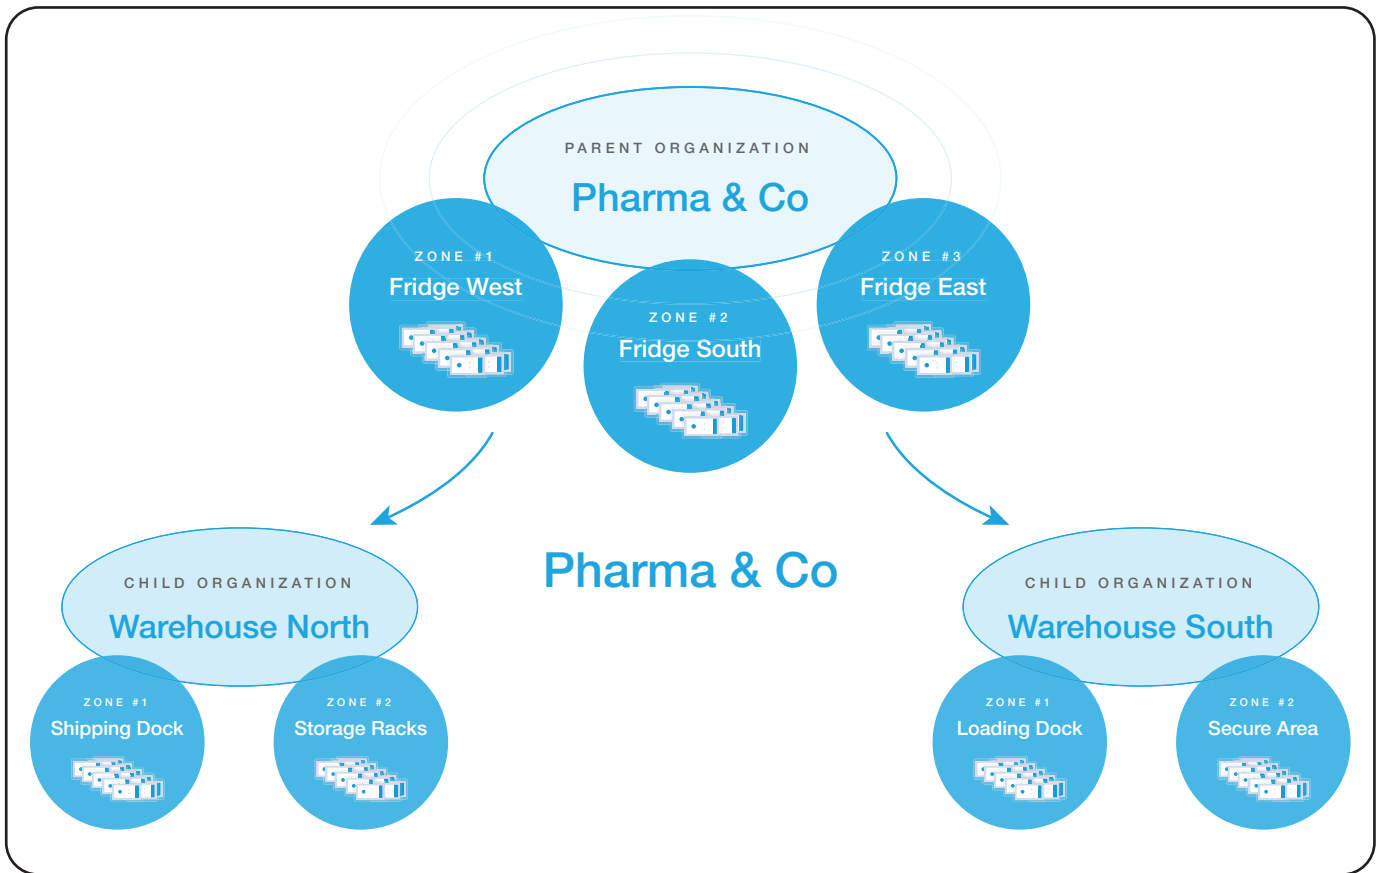 PARENT ORGANIZATION
Pharma & Co
ZONE #1
Fridge West
ZONE #2
Fridge South
ZONE #3
Fridge East
Pharma & Co
CHILD ORGANIZATION
Warehouse North
ZONE #1
Shipping Dock
ZONE #2
Storage Racks
CHILD ORGANIZATION
Warehouse South
ZONE #1
Loading Dock
ZONE #2
Secure Area